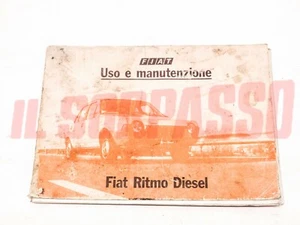 FIAT
Uso e manutenzione
IL SORPASSO
Fiat Ritmo Diesel